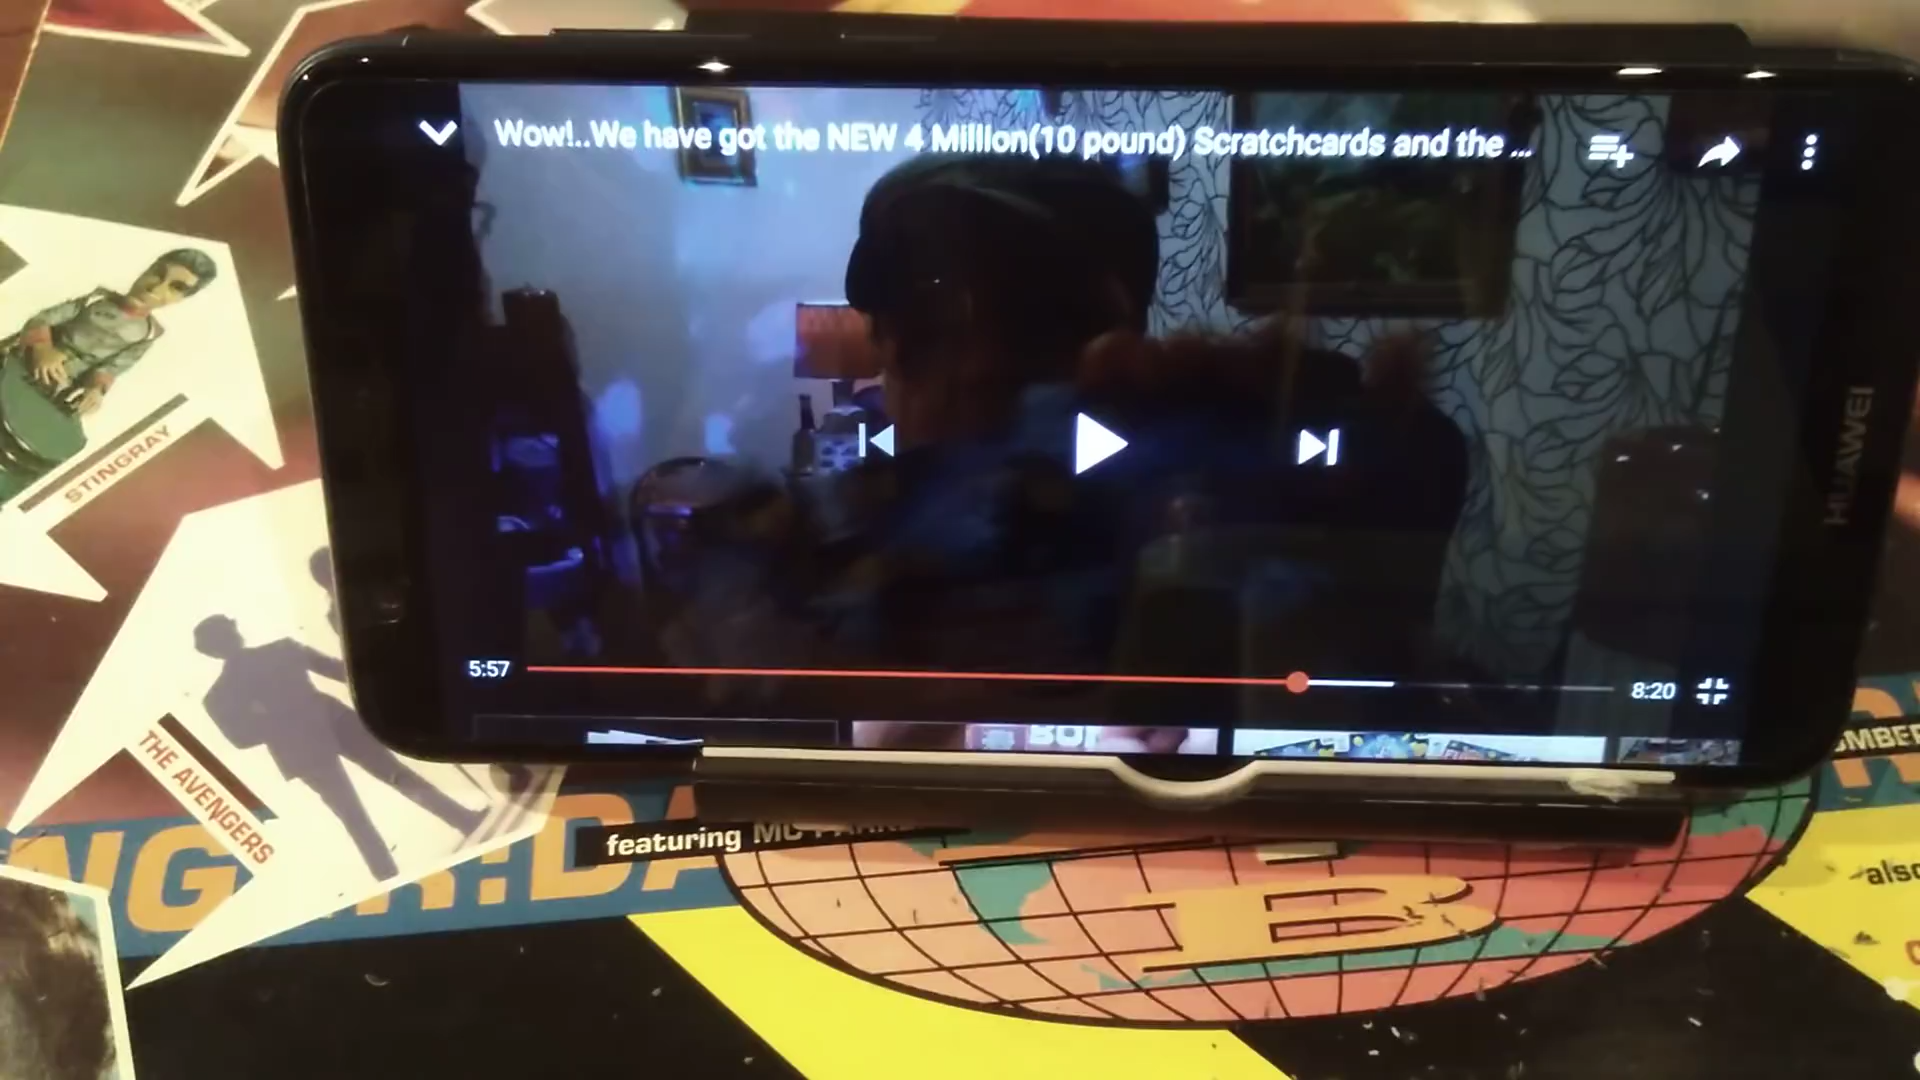 Wow!..We have got the NEW 4 Million(10 pound) Scratchcards and the ...
HUAWEI
STINGRAY
5:57
8:20
THE AVENGERS
featuring
B
also